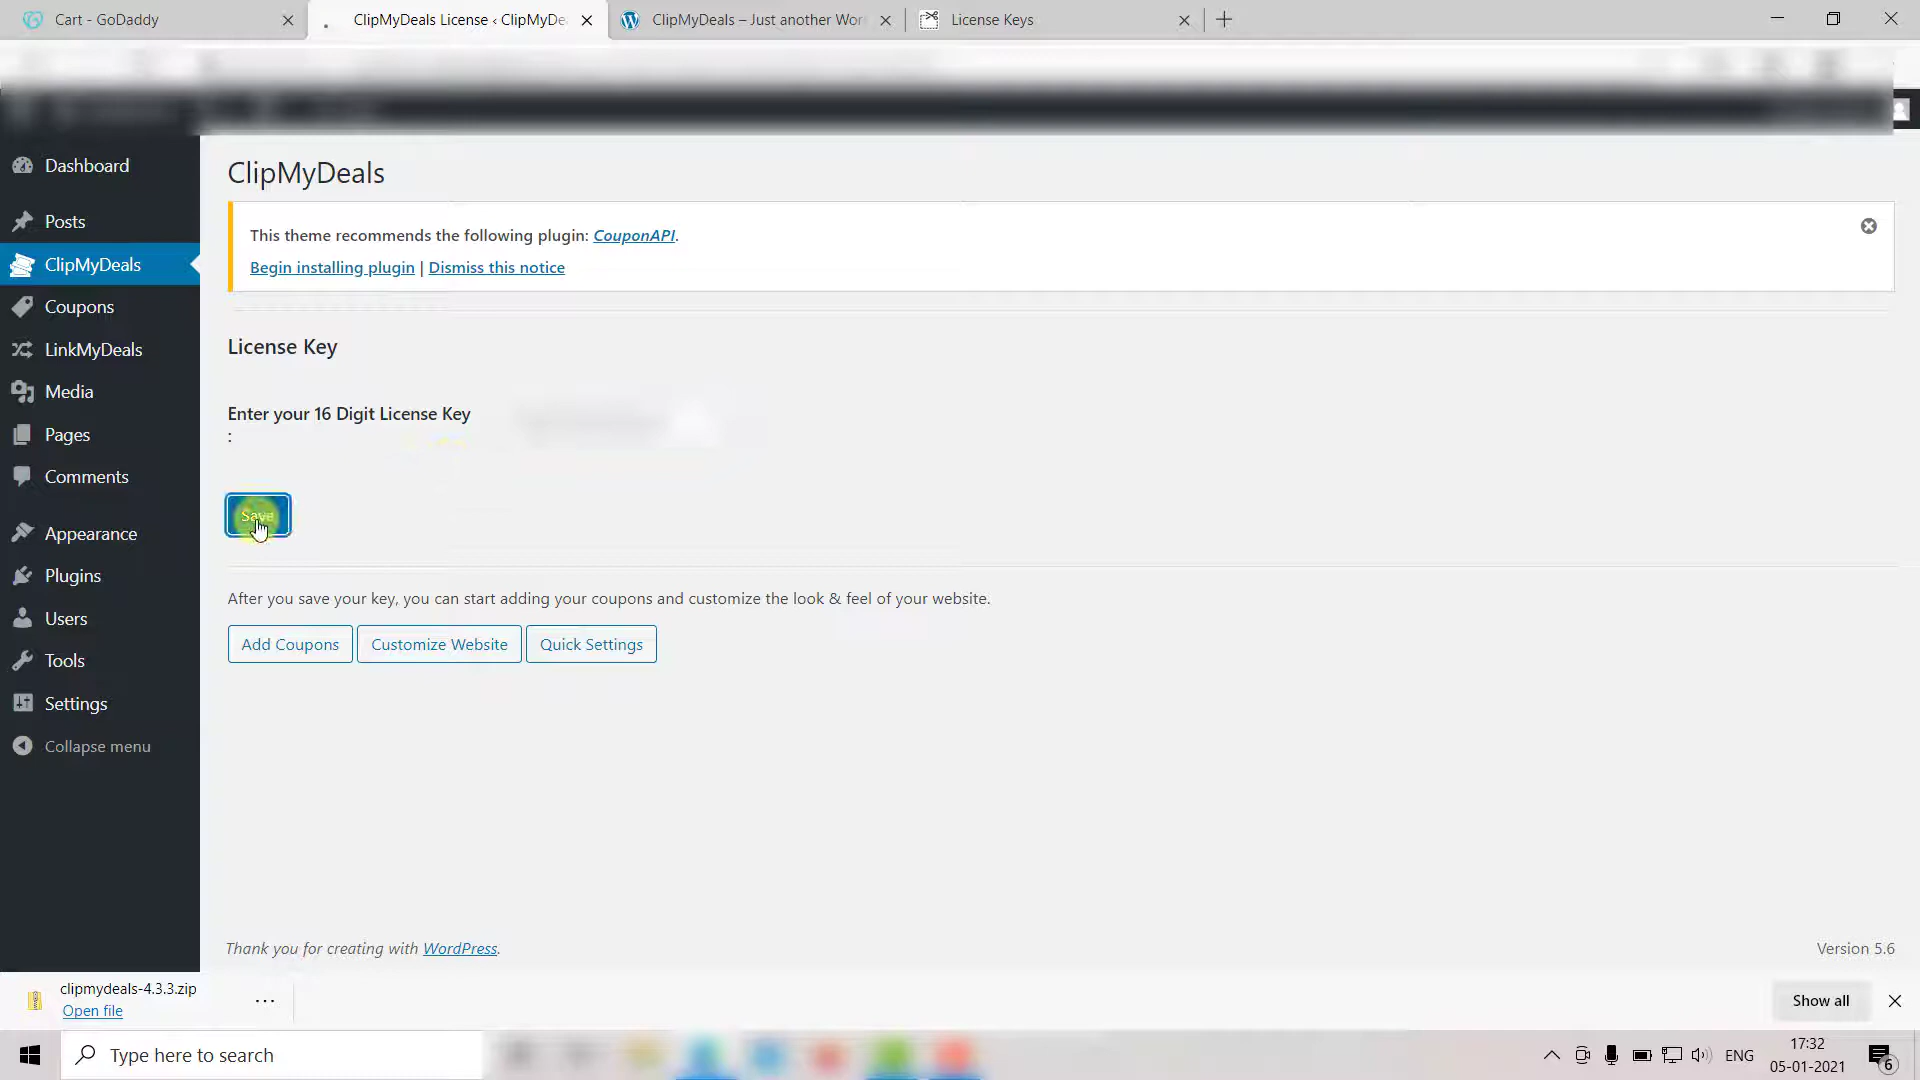 Cart - GoDaddy
ClipMyDeals License ‹ ClipMyDe
ClipMyDeals – Just another Wor
License Keys
Dashboard
Posts
ClipMyDeals
Coupons
LinkMyDeals
Media
Pages
Comments
Appearance
Plugins
Users
Tools
Settings
Collapse menu
ClipMyDeals
This theme recommends the following plugin: CouponAPI.
Begin installing plugin | Dismiss this notice
License Key
Enter your 16 Digit License Key
:
Save
After you save your key, you can start adding your coupons and customize the look & feel of your website.
Add Coupons Customize Website Quick Settings
Thank you for creating with WordPress.
Version 5.6
clipmydeals-4.3.3.zip
Open file
...
Show all
Type here to search
ENG
17:32
05-01-2021
6